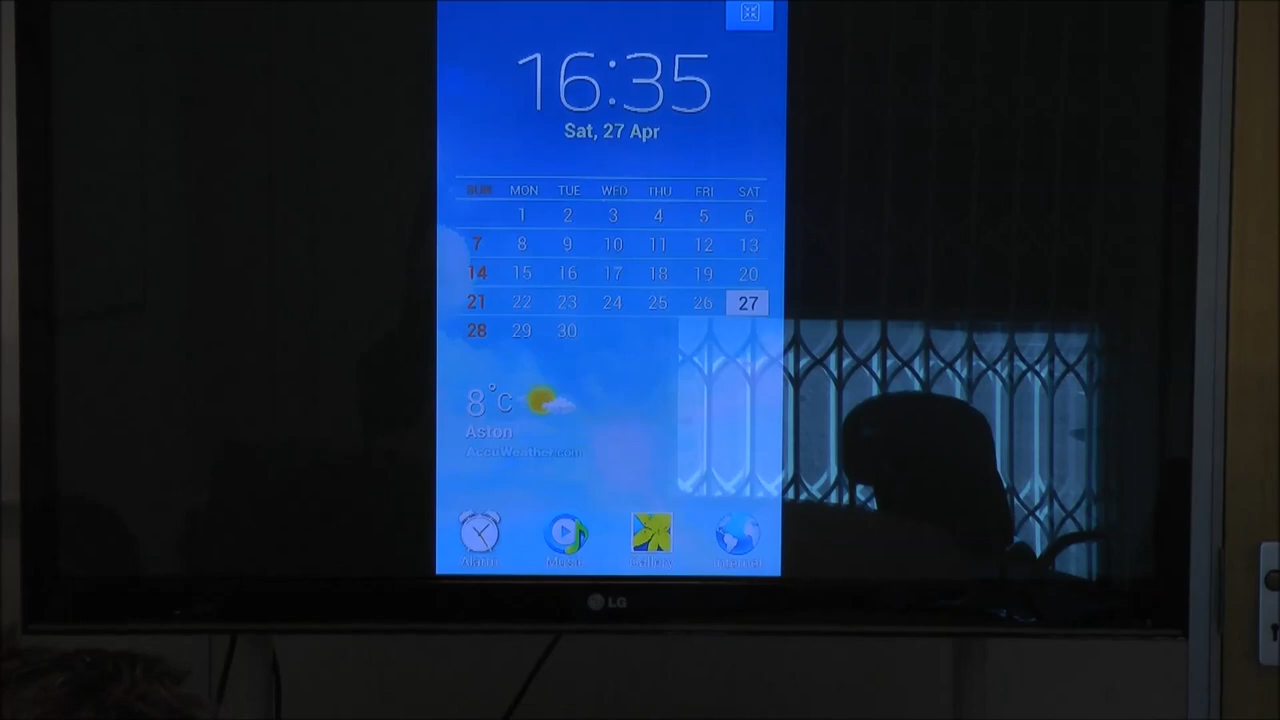 16:35
Sat, 27 Apr
SUN MON TUE WED THU FRI SAT
1 2 3 4 5 6
7 8 9 10 11 12 13
14 15 16 17 18 19 20
21 22 23 24 25 26 27
28 29 30
8°C
Aston
AccuWeather.com
Alarm Music Gallery Internet
LG